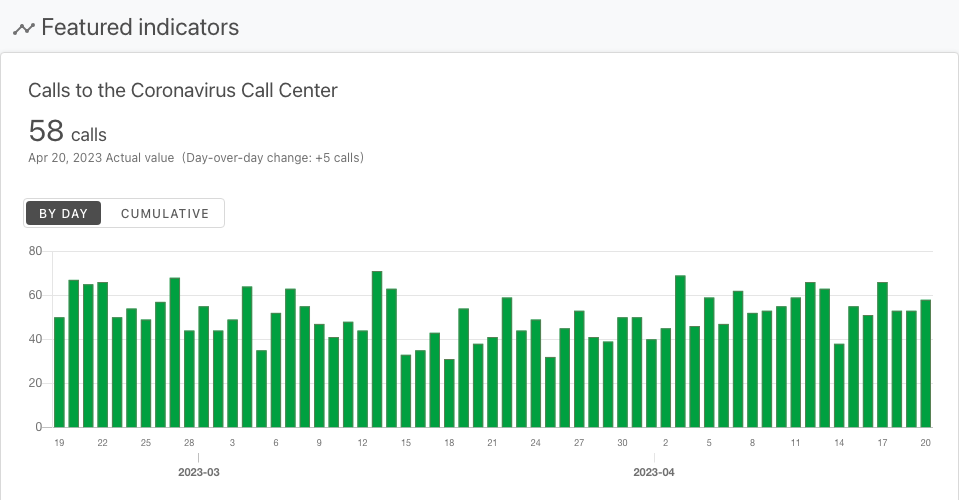 Featured indicators
Calls to the Coronavirus Call Center
58 calls
Apr 20, 2023 Actual value (Day-over-day change: +5 calls)
BY DAY CUMULATIVE
80
60
40
20
0
19 22 25 28 3 6 9 12 15 18 21 24 27 30 2 5 8 11 14 17 20
2023-03 2023-04